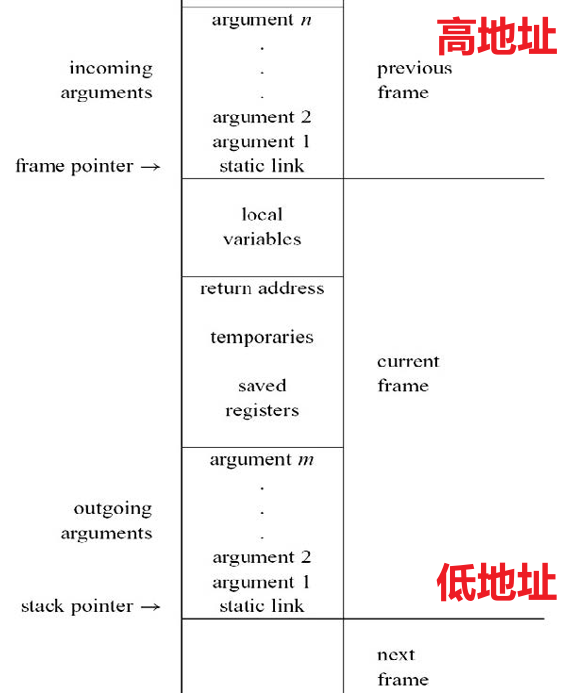 argument n
高地址
.
incoming
.
previous
arguments
.
frame
argument 2
argument 1
frame pointer →
static link
local
variables
return address
temporaries
current
saved
frame
registers
argument m
.
outgoing
.
arguments
.
argument 2
低地址
argument 1
stack pointer →
static link
next
frame